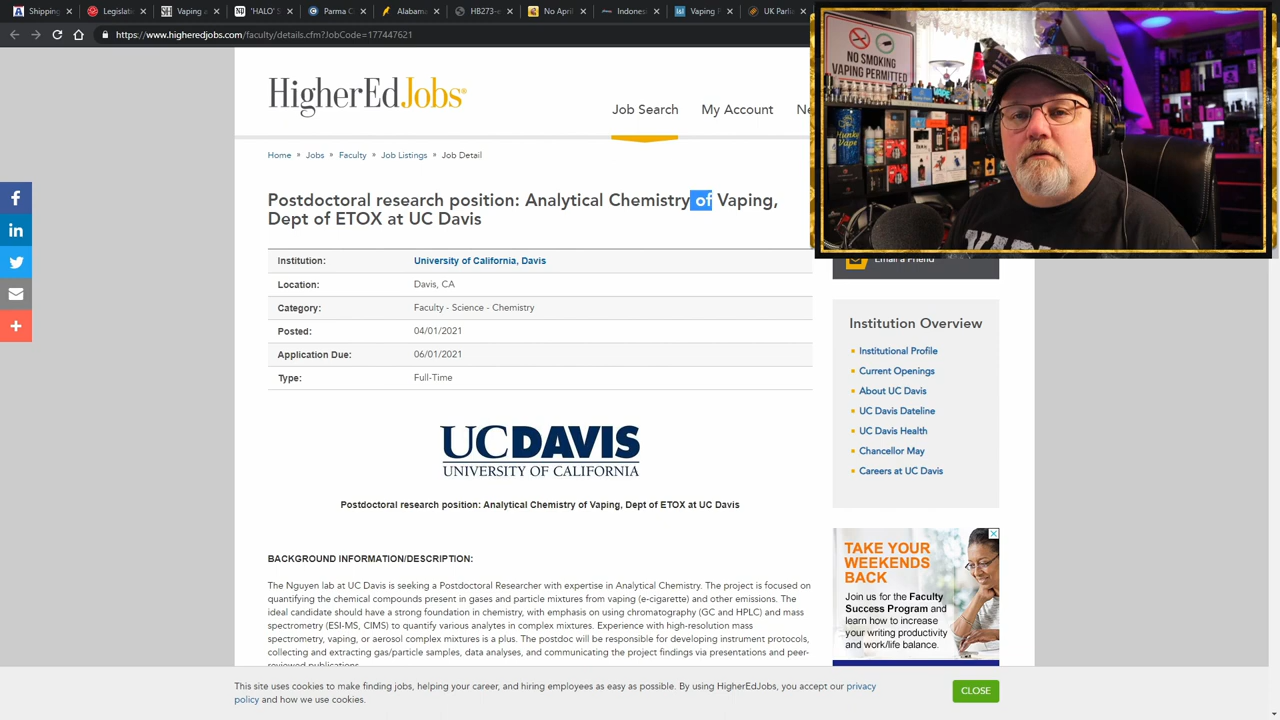 Shippin
Legislat
Vaping
THADD
Pama C
Alabam
HB273
No App
Indones
Vaping I
UK Parlia
https://www.higheredjobs.com/faculty/details.cfm?JobCode=177447621
NO SMOKING
VAPING PERMITTED
VAPE
Hunky
Vape
HigherEdJobs
Job Search
My Account
Ne
Home » Jobs » Faculty » Job Listings » Job Detail
Postdoctoral research position: Analytical Chemistry of Vaping,
Dept of ETOX at UC Davis
Email a Friend
Institution: University of California, Davis
Location: Davis, CA
Category: Faculty - Science - Chemistry
Posted: 04/01/2021
Application Due: 06/01/2021
Type: Full-Time
Institution Overview
Institutional Profile
Current Openings
About UC Davis
UC Davis Dateline
UC Davis Health
Chancellor May
Careers at UC Davis
UCDAVIS
UNIVERSITY OF CALIFORNIA
Postdoctoral research position: Analytical Chemistry of Vaping, Dept of ETOX at UC Davis
BACKGROUND INFORMATION/DESCRIPTION:
The Nguyen lab at UC Davis is seeking a Postdoctoral Researcher with expertise in Analytical Chemistry. The project is focused on
quantifying the chemical compounds present in gases and particle mixtures from vaping (e-cigarette) and other emissions. The
ideal candidate should have a strong foundation in chemistry, with emphasis on using chromatography (GC and HPLC) and mass
spectrometry (ESI-MS, CIMS) to quantify various analytes in complex mixtures. Experience with high-resolution mass
spectrometry, vaping, or aerosol complex mixtures is a plus. The postdoc will be responsible for developing instrument protocols,
collecting and extracting gas/particle samples, data analyses, and communicating the project findings via presentations and peer-
reviewed publications.
TAKE YOUR
WEEKENDS
BACK
Join us for the Faculty
Success Program and
learn how to increase
your writing productivity
and work/life balance.
This site uses cookies to make finding jobs, helping your career, and hiring employees as easy as possible. By using HigherEdJobs, you accept our privacy
policy and how we use cookies.
CLOSE